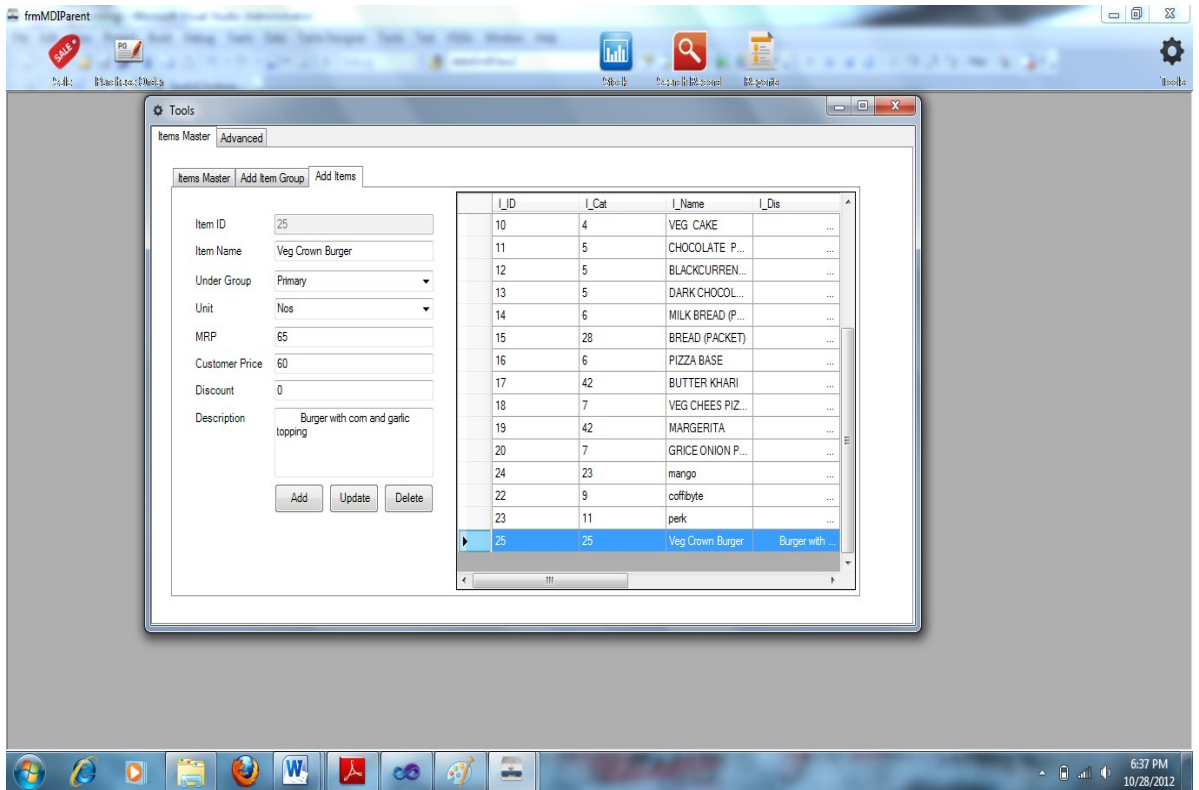 frmMDIParent
SALE PO
Sale Purchase Order Stock Search Record Reports Tools
Tools
Items Master Advanced
Items Master Add Item Group Add Items
Item ID 25
Item Name Veg Crown Burger
Under Group Primary
Unit Nos
MRP 65
Customer Price 60
Discount 0
Description Burger with corn and garlic
topping
Add Update Delete
I_ID I_Cat I_Name I_Dis
10 4 VEG CAKE ...
11 5 CHOCOLATE P... ...
12 5 BLACKCURREN... ...
13 5 DARK CHOCOL... ...
14 6 MILK BREAD (P... ...
15 28 BREAD (PACKET) ...
16 6 PIZZA BASE ...
17 42 BUTTER KHARI ...
18 7 VEG CHEES PIZ... ...
19 42 MARGERITA ...
20 7 GRICE ONION P... ...
24 23 mango ...
22 9 coffibyte ...
23 11 perk ...
25 25 Veg Crown Burger Burger with ...
6:37 PM
10/28/2012